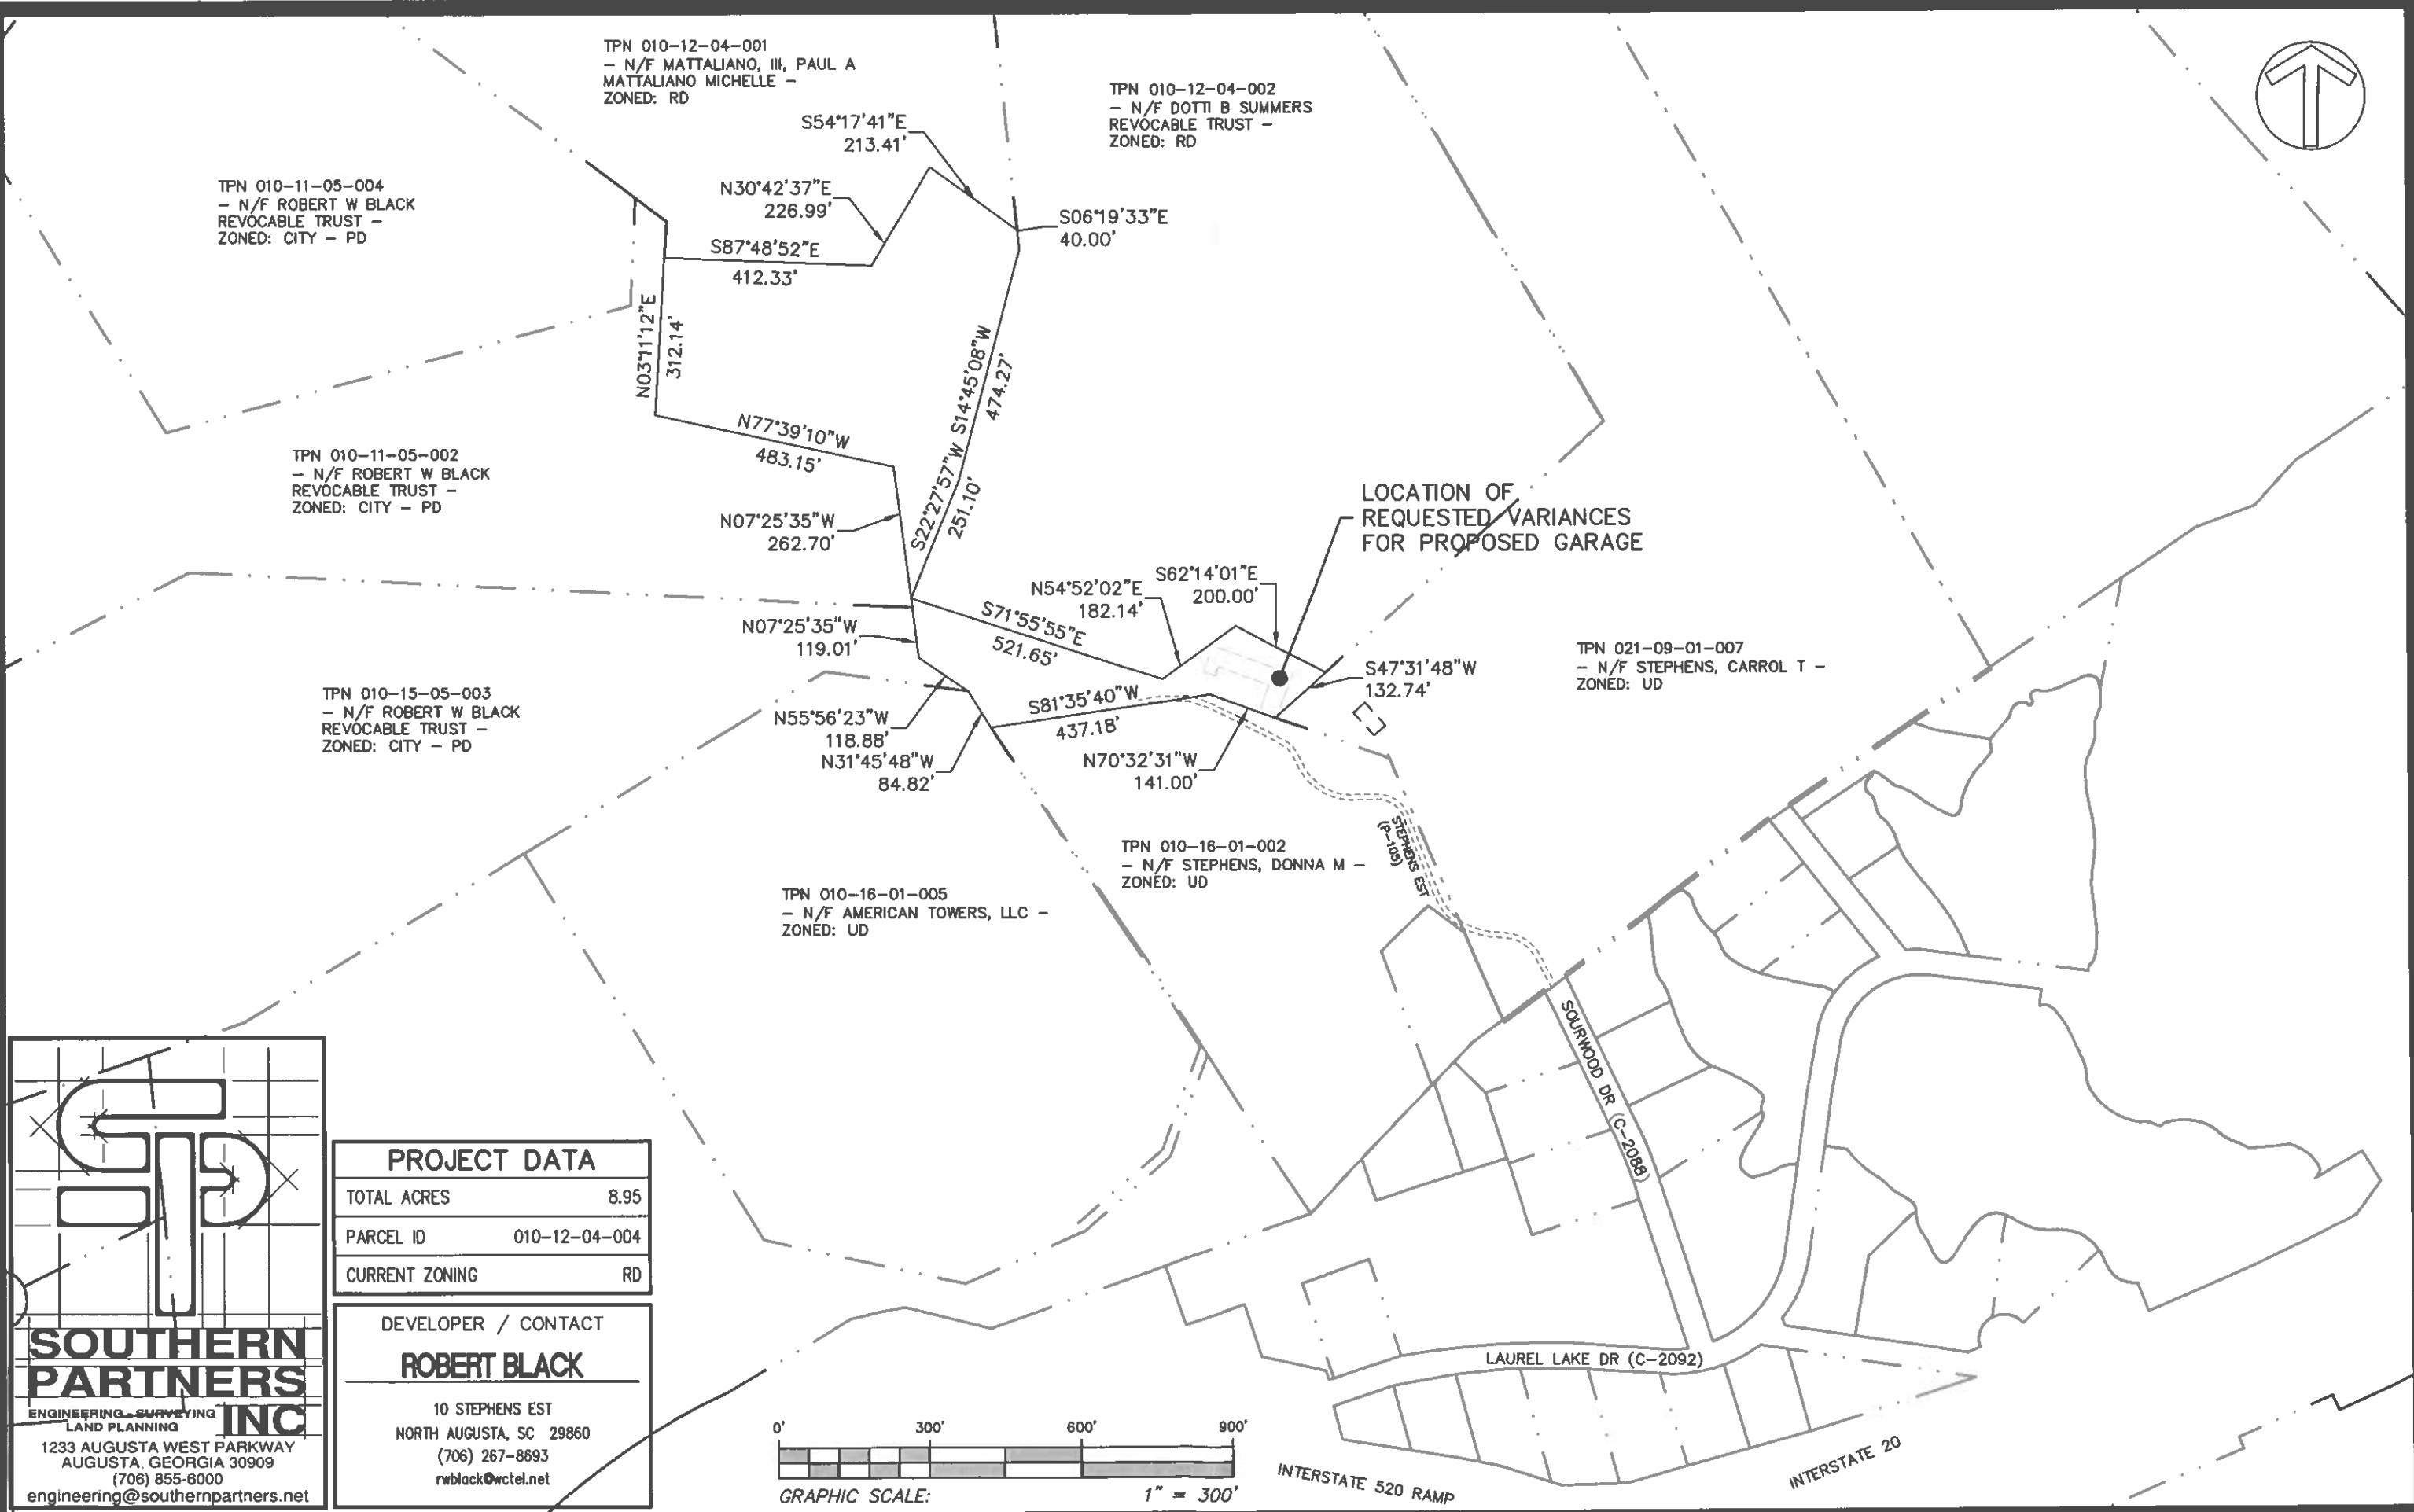 TPN 010-12-04-001
- N/F MATTALIANO, III, PAUL A
MATTALIANO MICHELLE -
ZONED: RD
TPN 010-12-04-002
- N/F DOTTI B SUMMERS
REVOCABLE TRUST -
ZONED: RD
S54°17'41"E
213.41'
TPN 010-11-05-004
- N/F ROBERT W BLACK
REVOCABLE TRUST -
ZONED: CITY - PD
N30°42'37"E
226.99'
S06°19'33"E
40.00'
S87°48'52"E
412.33'
N03°11'12"E
312.14'
S14°45'08"W
474.27'
N77°39'10"W
483.15'
TPN 010-11-05-002
- N/F ROBERT W BLACK
REVOCABLE TRUST -
ZONED: CITY - PD
S22°27'57"W
251.10'
N07°25'35"W
262.70'
LOCATION OF
REQUESTED VARIANCES
FOR PROPOSED GARAGE
S62°14'01"E
200.00'
N54°52'02"E
182.14'
S71°55'55"E
521.65'
N07°25'35"W
119.01'
TPN 021-09-01-007
- N/F STEPHENS, CARROL T -
ZONED: UD
S47°31'48"W
132.74'
TPN 010-15-05-003
- N/F ROBERT W BLACK
REVOCABLE TRUST -
ZONED: CITY - PD
S81°35'40"W
437.18'
N55°56'23"W
118.88'
N31°45'48"W
84.82'
N70°32'31"W
141.00'
STEPHENS EST
(P-105)
TPN 010-16-01-002
- N/F STEPHENS, DONNA M -
ZONED: UD
TPN 010-16-01-005
- N/F AMERICAN TOWERS, LLC -
ZONED: UD
SOURWOOD DR (C-2088)
LAUREL LAKE DR (C-2092)
INTERSTATE 520 RAMP
INTERSTATE 20
PROJECT DATA
TOTAL ACRES 8.95
PARCEL ID 010-12-04-004
CURRENT ZONING RD
DEVELOPER / CONTACT
ROBERT BLACK
10 STEPHENS EST
NORTH AUGUSTA, SC 29860
(706) 267-8693
rwblack@wctel.net
SOUTHERN
PARTNERS
INC
ENGINEERING SURVEYING
LAND PLANNING
1233 AUGUSTA WEST PARKWAY
AUGUSTA, GEORGIA 30909
(706) 855-6000
engineering@southernpartners.net
0' 300' 600' 900'
GRAPHIC SCALE: 1" = 300'